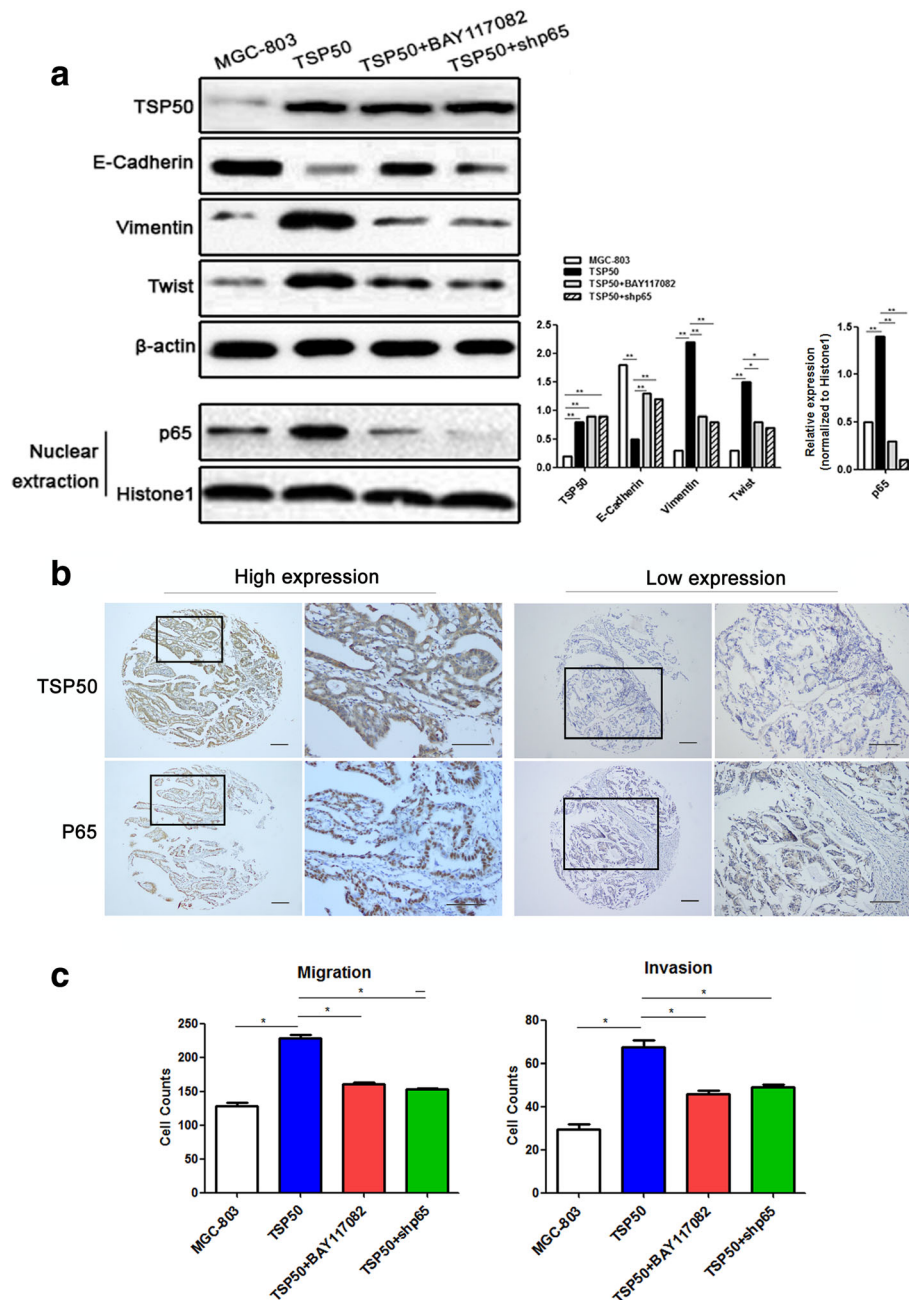 a
MGC-803 TSP50 TSP50+BAY117082 TSP50+shp65
TSP50
E-Cadherin
Vimentin
Twist
β-actin
Nuclear extraction
p65
Histone1
MGC-803
TSP50
TSP50+BAY117082
TSP50+shp65
2.5
2.0
1.5
1.0
0.5
0.0
** ** **
** ** **
** ** **
** * *
TSP50 E-Cadherin Vimentin Twist
Relative expression
(normalized to Histone1)
1.5
1.0
0.5
0.0
** ** **
p65
b
High expression Low expression
TSP50
P65
c
Migration
Cell Counts
250
200
150
100
50
0
* * *
MGC-803 TSP50 TSP50+BAY117082 TSP50+shp65
Invasion
Cell Counts
80
60
40
20
0
* * *
MGC-803 TSP50 TSP50+BAY117082 TSP50+shp65